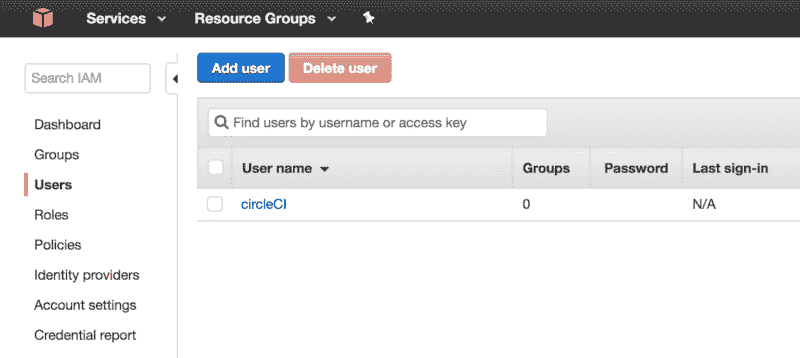 Services Resource Groups
Add user Delete user
Search IAM
Find users by username or access key
Dashboard
Groups
Users
Roles
Policies
Identity providers
Account settings
Credential report
User name Groups Password Last sign-in
circleCI 0 N/A